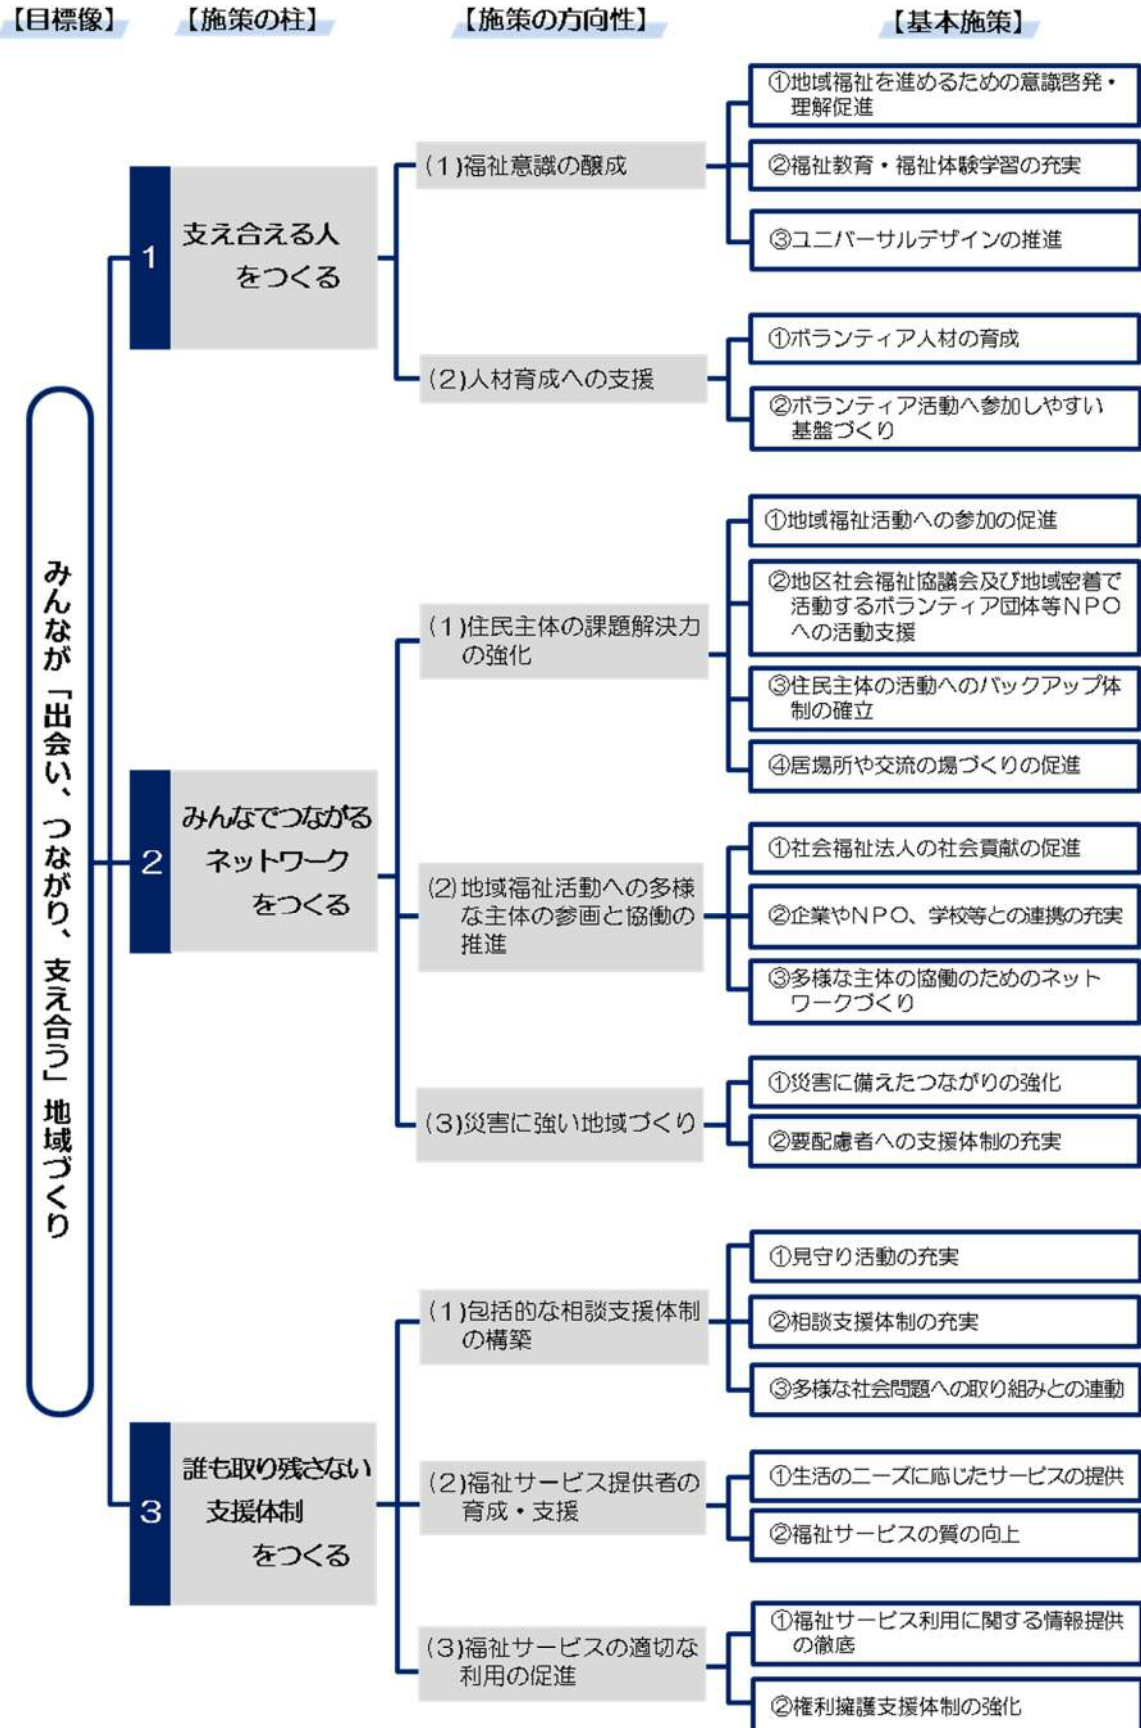 【目標像】
【施策の柱】
【施策の方向性】
【基本施策】
みんなが「出会い、つながり、支え合う」地域づくり
1
支え合える人
をつくる
(1)福祉意識の醸成
①地域福祉を進めるための意識啓発・
理解促進
②福祉教育・福祉体験学習の充実
③ユニバーサルデザインの推進
(2)人材育成への支援
①ボランティア人材の育成
②ボランティア活動へ参加しやすい
基盤づくり
2
みんなでつながる
ネットワーク
をつくる
(1)住民主体の課題解決力
の強化
①地域福祉活動への参加の促進
②地区社会福祉協議会及び地域密着で
活動するボランティア団体等NPO
への活動支援
③住民主体の活動へのバックアップ体
制の確立
④居場所や交流の場づくりの促進
(2)地域福祉活動への多様
な主体の参画と協働の
推進
①社会福祉法人の社会貢献の促進
②企業やNPO、学校等との連携の充実
③多様な主体の協働のためのネット
ワークづくり
(3)災害に強い地域づくり
①災害に備えたつながりの強化
②要配慮者への支援体制の充実
3
誰も取り残さない
支援体制
をつくる
(1)包括的な相談支援体制
の構築
①見守り活動の充実
②相談支援体制の充実
③多様な社会問題への取り組みとの連動
(2)福祉サービス提供者の
育成・支援
①生活のニーズに応じたサービスの提供
②福祉サービスの質の向上
(3)福祉サービスの適切な
利用の促進
①福祉サービス利用に関する情報提供
の徹底
②権利擁護支援体制の強化